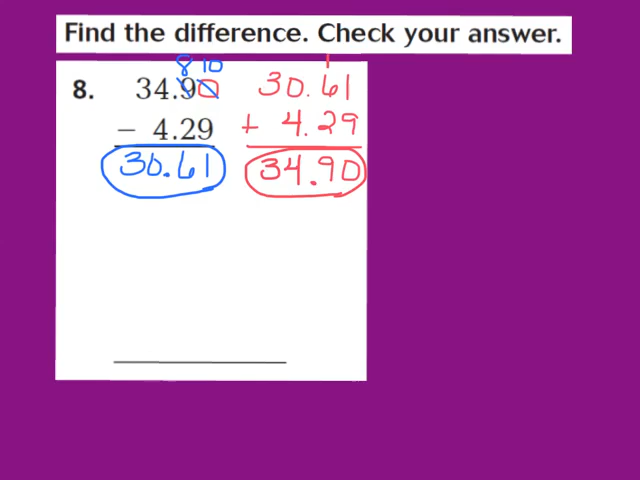 Find the difference. Check your answer.
8 10 1
8. 34.90 30.61
− 4.29 + 4.29
30.61 34.90